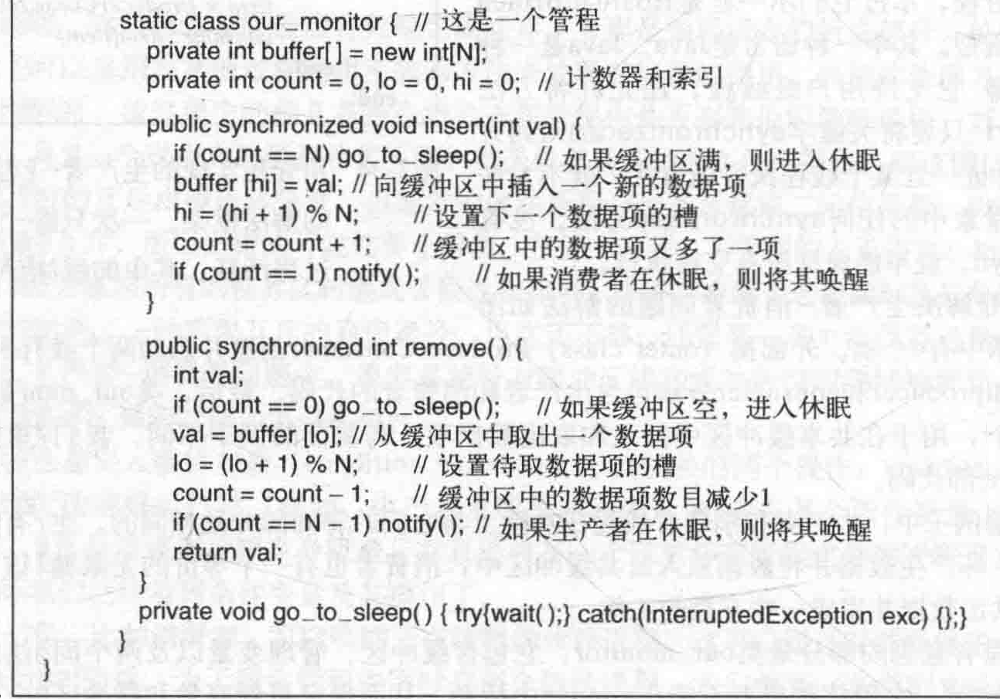 static class our_monitor { // 这是一个管程
private int buffer[ ] = new int[N];
private int count = 0, lo = 0, hi = 0; // 计数器和索引
public synchronized void insert(int val) {
if (count == N) go_to_sleep( ); // 如果缓冲区满，则进入休眠
buffer [hi] = val; // 向缓冲区中插入一个新的数据项
hi = (hi + 1) % N; // 设置下一个数据项的槽
count = count + 1; // 缓冲区中的数据项又多了一项
if (count == 1) notify( ); // 如果消费者在休眠，则将其唤醒
}
public synchronized int remove( ) {
int val;
if (count == 0) go_to_sleep( ); // 如果缓冲区空，进入休眠
val = buffer [lo]; // 从缓冲区中取出一个数据项
lo = (lo + 1) % N; // 设置待取数据项的槽
count = count – 1; // 缓冲区中的数据项数目减少1
if (count == N – 1) notify( ); // 如果生产者在休眠，则将其唤醒
return val;
}
private void go_to_sleep( ) { try{wait( );} catch(InterruptedException exc) {};}
}
}